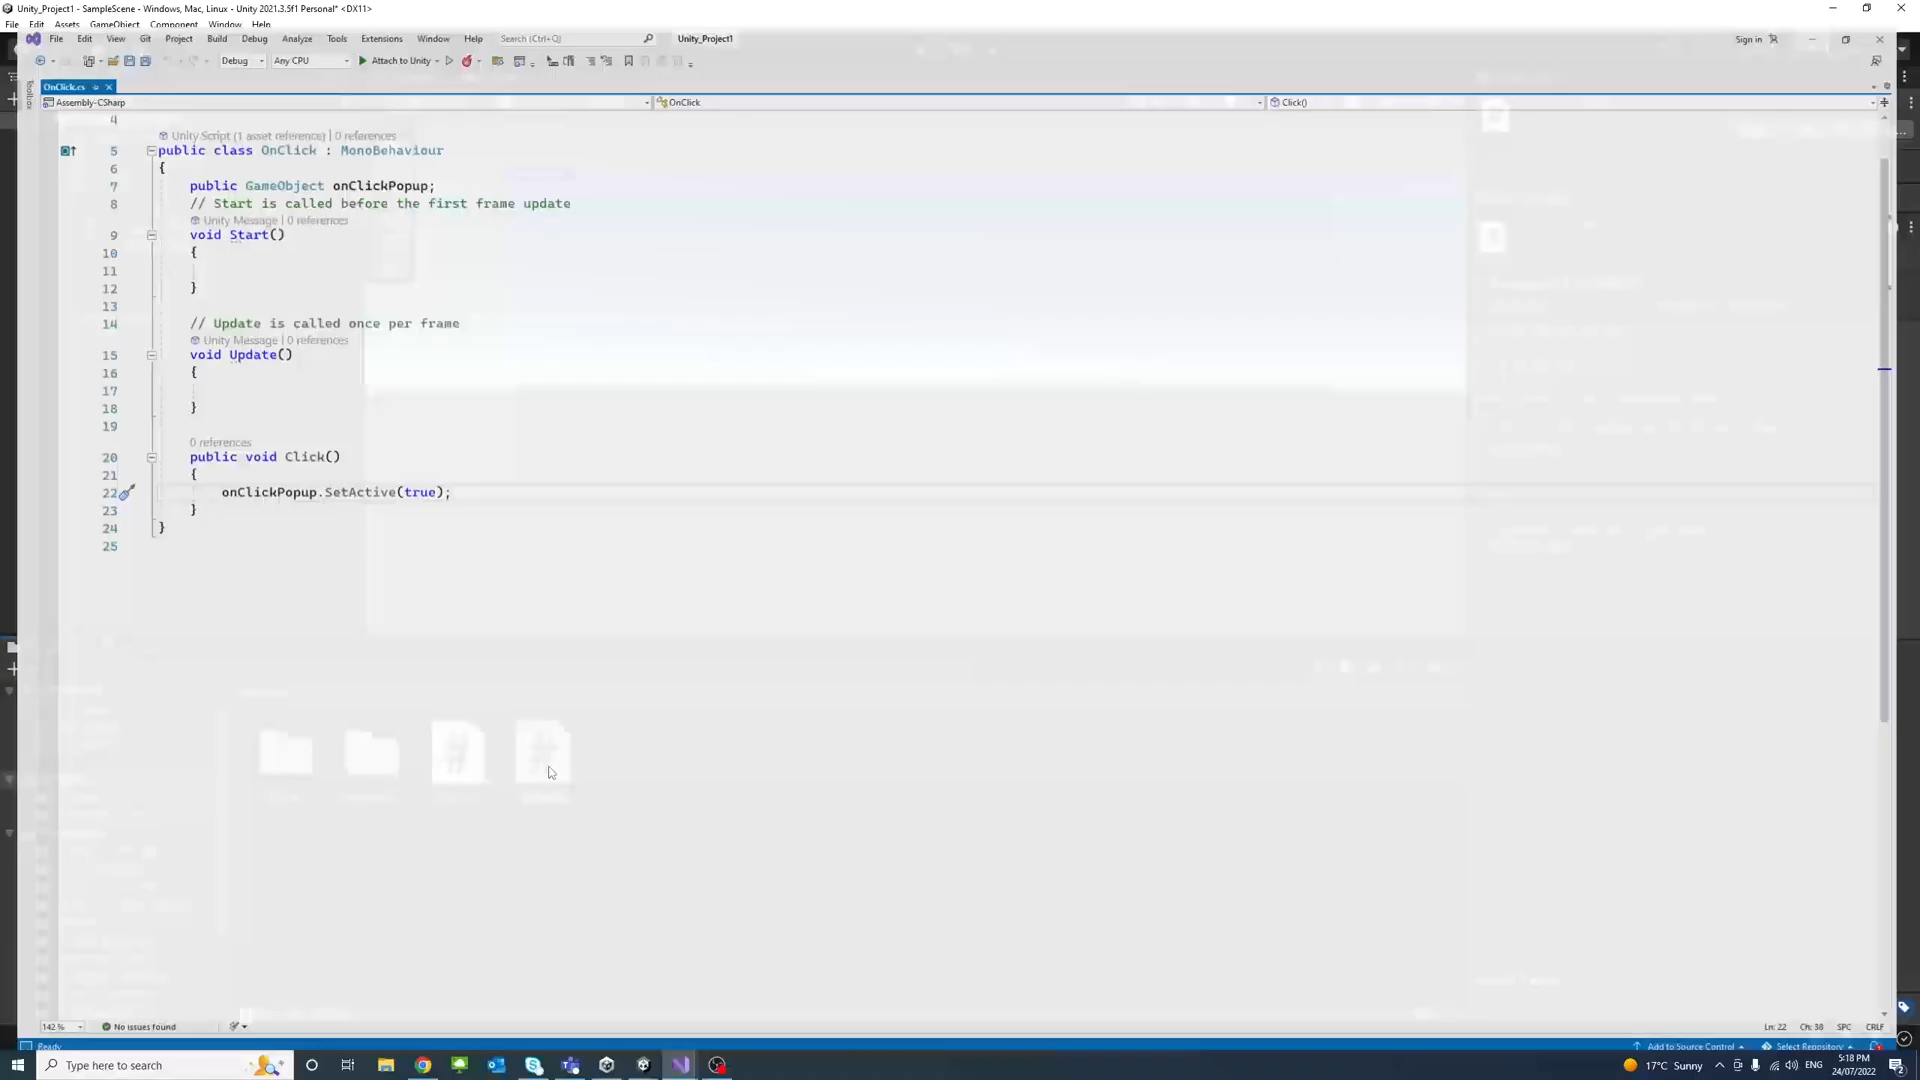 Unity_Project1 - SampleScene - Windows, Mac, Linux - Unity 2021.3.5f1 Personal* <DX11>
File Edit Assets GameObject Component Window Help
File Edit View Git Project Build Debug Analyze Tools Extensions Window Help Search (Ctrl+Q) Unity_Project1 Sign in
Debug Any CPU Attach to Unity
OnClick.cs
Toolbox
Assembly-CSharp OnClick Click()
4
Unity Script (1 asset reference) | 0 references
5 public class OnClick : MonoBehaviour
6 {
7 public GameObject onClickPopup;
8 // Start is called before the first frame update
Unity Message | 0 references
9 void Start()
10 {
11
12 }
13
14 // Update is called once per frame
Unity Message | 0 references
15 void Update()
16 {
17
18 }
19
0 references
20 public void Click()
21 {
22 onClickPopup.SetActive(true);
23 }
24 }
25
142 % No issues found Ln: 22 Ch: 38 SPC CRLF
Ready Add to Source Control Select Repository
Type here to search 17°C Sunny ENG 5:18 PM
24/07/2022